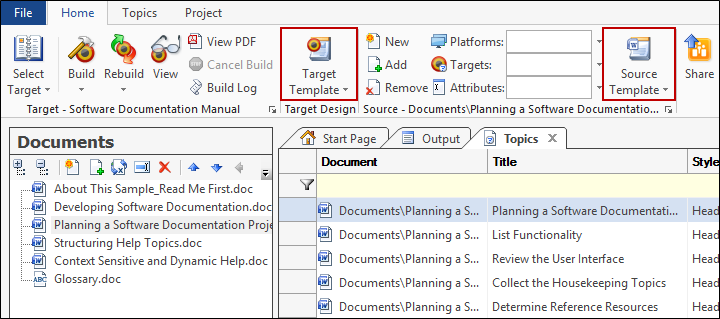 File Home Topics Project
Select Target
Build
Rebuild
View
View PDF
Cancel Build
Build Log
Target - Software Documentation Manual
Target Template
Target Design
New
Add
Remove
Platforms:
Targets:
Attributes:
Source - Documents\Planning a Software Documentatio...
Source Template
Share
Documents
About This Sample_Read Me First.doc
Developing Software Documentation.doc
Planning a Software Documentation Proje
Structuring Help Topics.doc
Context Sensitive and Dynamic Help.doc
ABC Glossary.doc
Start Page Output Topics X
Document Title Style
Documents\Planning a S... Planning a Software Documentati... Head
Documents\Planning a S... List Functionality Head
Documents\Planning a S... Review the User Interface Head
Documents\Planning a S... Collect the Housekeeping Topics Head
Documents\Planning a S... Determine Reference Resources Head